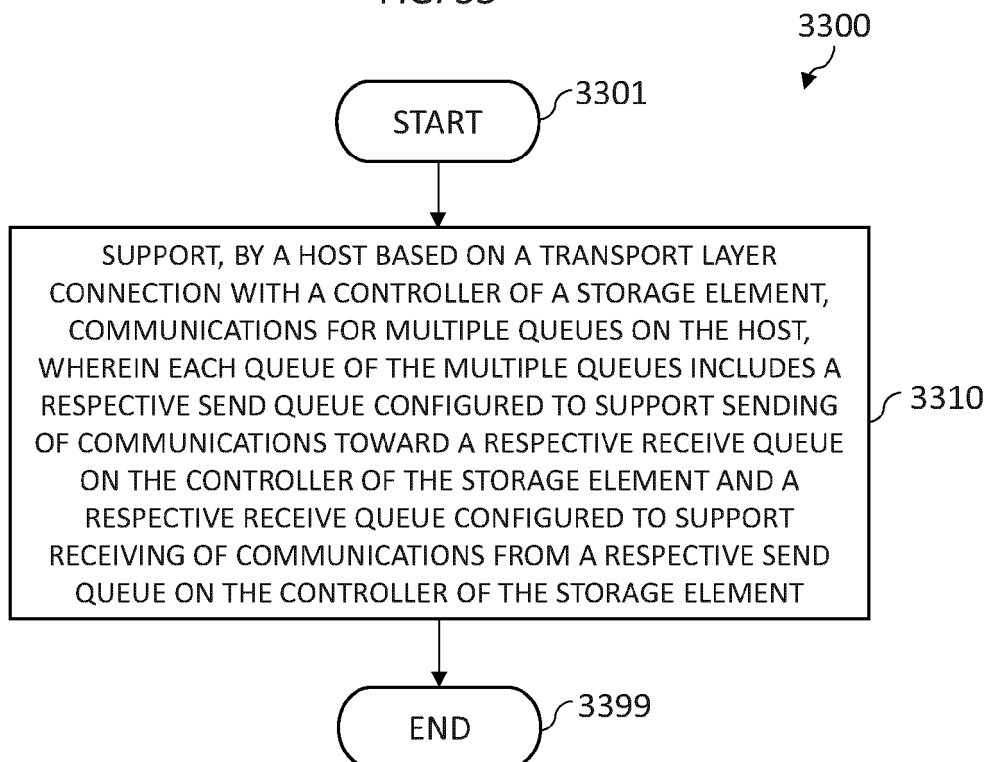 3300
START
3301
SUPPORT, BY A HOST BASED ON A TRANSPORT LAYER
CONNECTION WITH A CONTROLLER OF A STORAGE ELEMENT,
COMMUNICATIONS FOR MULTIPLE QUEUES ON THE HOST,
WHEREIN EACH QUEUE OF THE MULTIPLE QUEUES INCLUDES A
RESPECTIVE SEND QUEUE CONFIGURED TO SUPPORT SENDING
OF COMMUNICATIONS TOWARD A RESPECTIVE RECEIVE QUEUE
ON THE CONTROLLER OF THE STORAGE ELEMENT AND A
RESPECTIVE RECEIVE QUEUE CONFIGURED TO SUPPORT
RECEIVING OF COMMUNICATIONS FROM A RESPECTIVE SEND
QUEUE ON THE CONTROLLER OF THE STORAGE ELEMENT
3310
END
3399